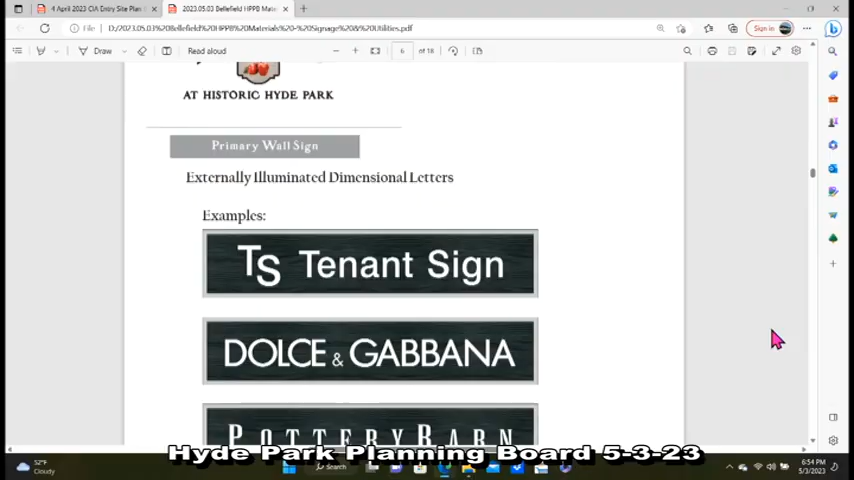 4 April 2023 CIA Entry Site Plan
2023.05.03 Bellefield HPPB Mate
File
D:/2023.05.03%20Bellefield%20HPPB%20Materials%20-%20Signage%20&%20Utilities.pdf
Sign in
Draw
Read aloud
6
of 18
AT HISTORIC HYDE PARK
Primary Wall Sign
Externally Illuminated Dimensional Letters
Examples:
TS Tenant Sign
DOLCE & GABBANA
POTTERY BARN
Hyde Park Planning Board 5-3-23
52°F
Cloudy
Search
6:54 PM
5/3/2023